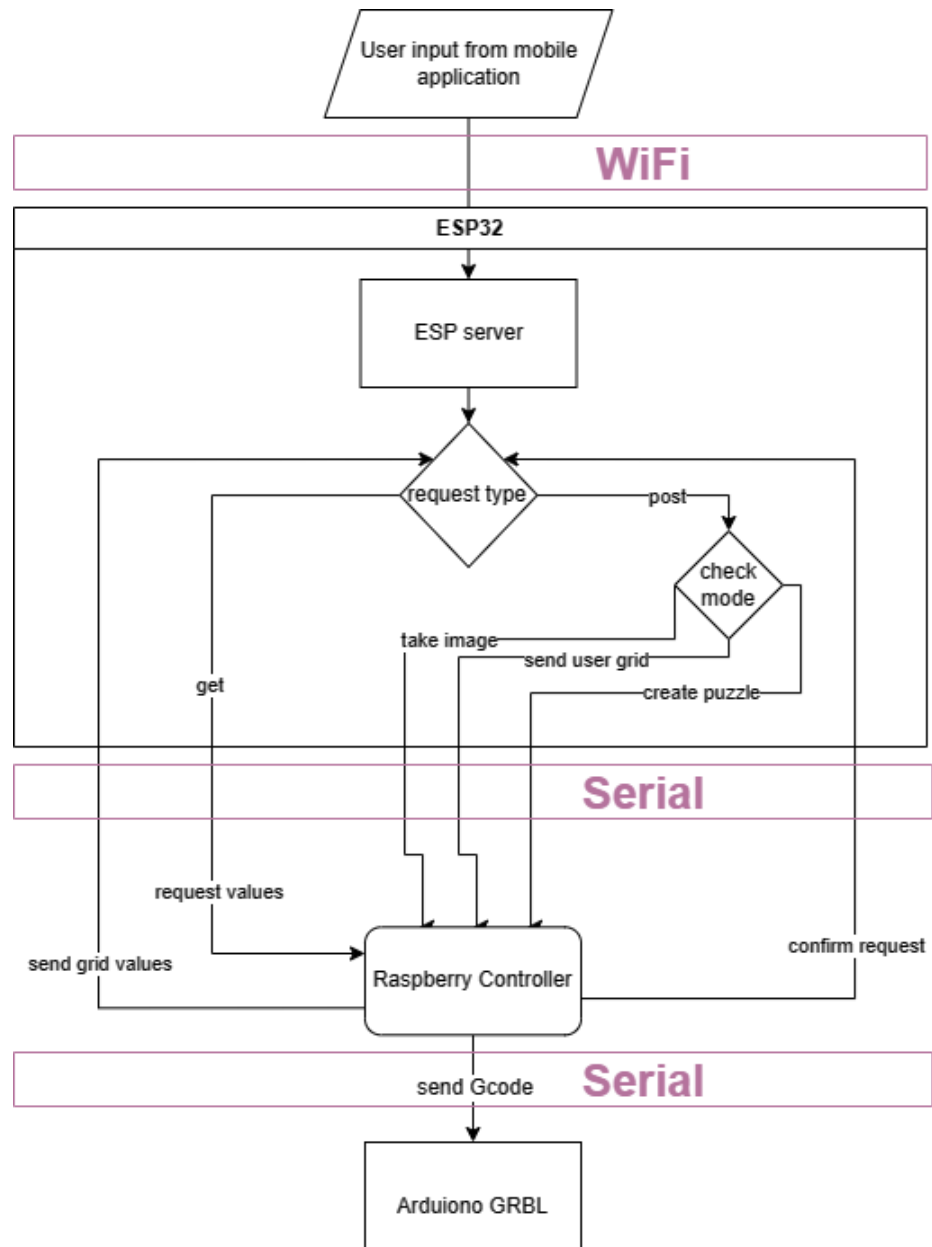 User input from mobile
application
WiFi
ESP32
ESP server
request type
post
check
mode
take image
send user grid
get
create puzzle
Serial
request values
confirm request
send grid values
Raspberry Controller
send Gcode
Serial
Arduiono GRBL